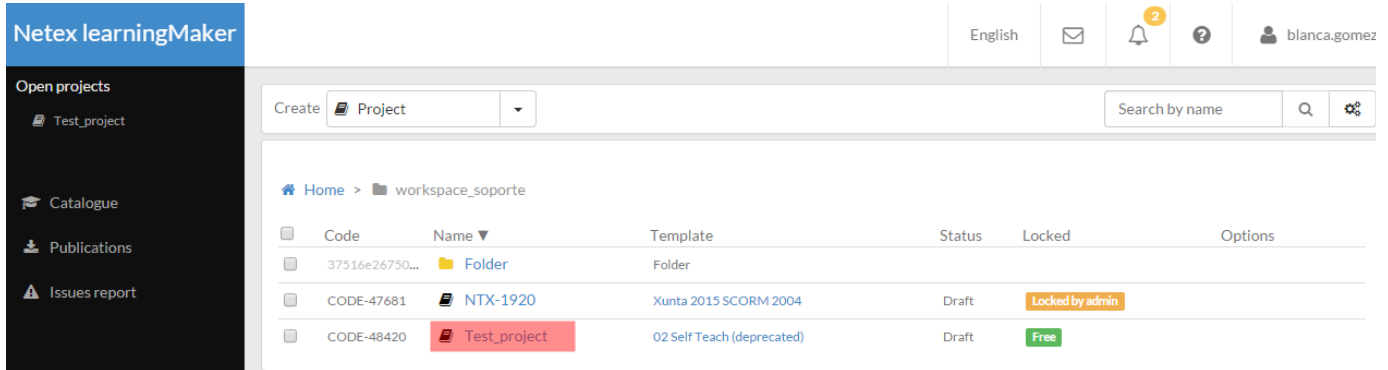 Netex learningMaker
English
2
blanca.gomez
Open projects
Test_project
Catalogue
Publications
Issues report
Create Project
Search by name
Home > workspace_soporte
Code Name ▼ Template Status Locked Options
37516e26750... Folder Folder
CODE-47681 NTX-1920 Xunta 2015 SCORM 2004 Draft Locked by admin
CODE-48420 Test_project 02 Self Teach (deprecated) Draft Free